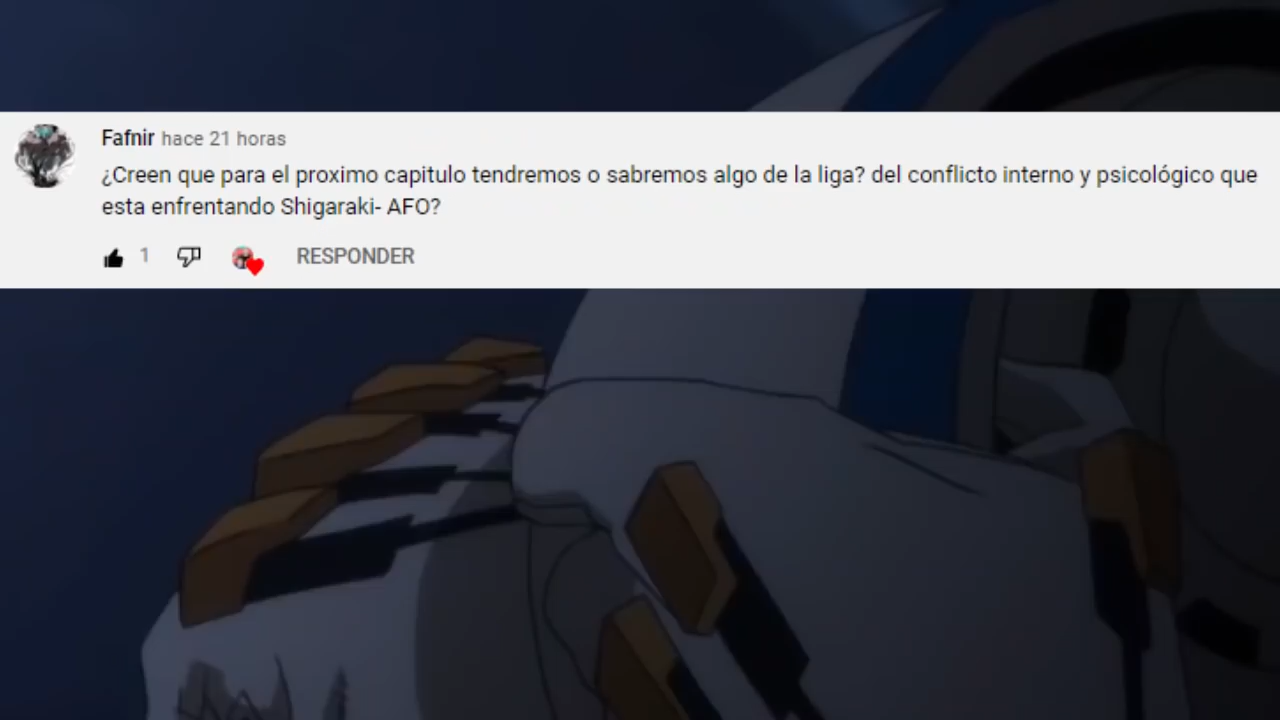 Fafnir hace 21 horas
¿Creen que para el proximo capitulo tendremos o sabremos algo de la liga? del conflicto interno y psicológico que
esta enfrentando Shigaraki- AFO?
1 RESPONDER